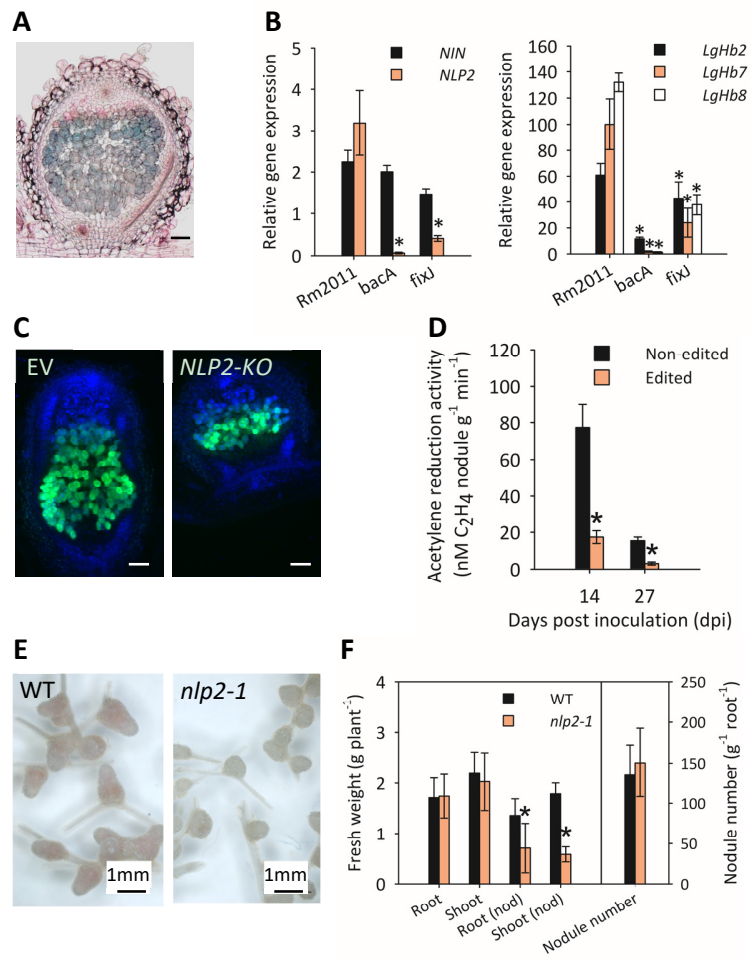 A
B
Relative gene expression
5
4
3
2
1
0
NIN
NLP2
Rm2011
bacA
fixJ
Relative gene expression
160
140
120
100
80
60
40
20
0
LgHb2
LgHb7
LgHb8
Rm2011
bacA
fixJ
*
*
*
*
*
*
*
*
C
EV
NLP2-KO
D
Acetylene reduction activity
(nM C₂H₄ nodule g⁻¹ min⁻¹)
120
100
80
60
40
20
0
Non-edited
Edited
*
*
14
27
Days post inoculation (dpi)
E
WT
nlp2-1
1mm
1mm
F
Fresh weight (g plant⁻¹)
4
3
2
1
0
WT
nlp2-1
*
*
Root
Shoot
Root (nod)
Shoot (nod)
Nodule number
250
200
150
100
50
0
Nodule number (g⁻¹ root⁻¹)